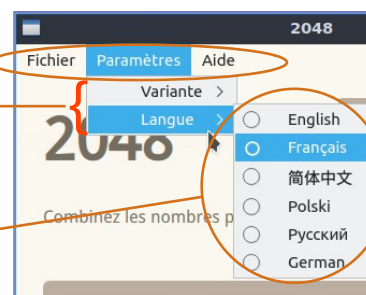 2048
Fichier Paramètres Aide
Variante >
Langue >
2048
English
Français
简体中文
Polski
Русский
German
Combinez les nombres p